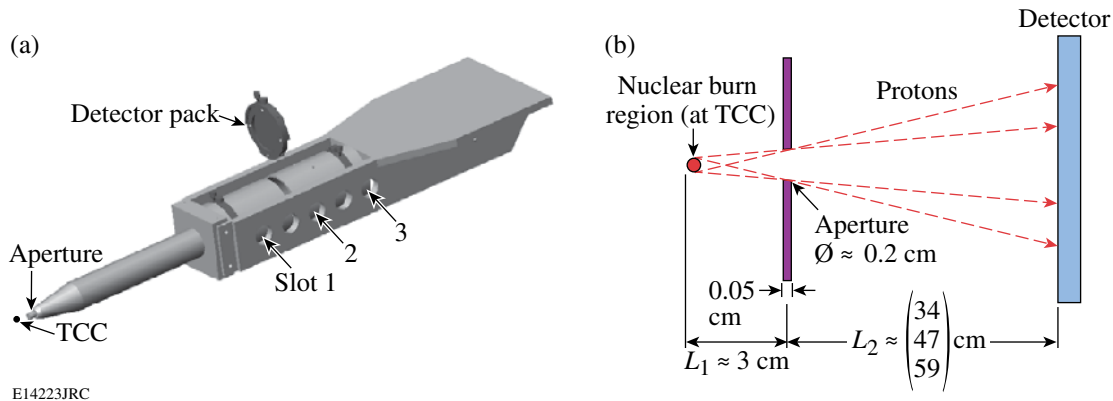 (a)
Detector pack
Aperture
TCC
Slot 1
2
3
E14223JRC
(b)
Detector
Nuclear burn
region (at TCC)
Protons
Aperture
Ø ≈ 0.2 cm
0.05
cm
L₁ ≈ 3 cm
L₂ ≈ (34 47 59) cm